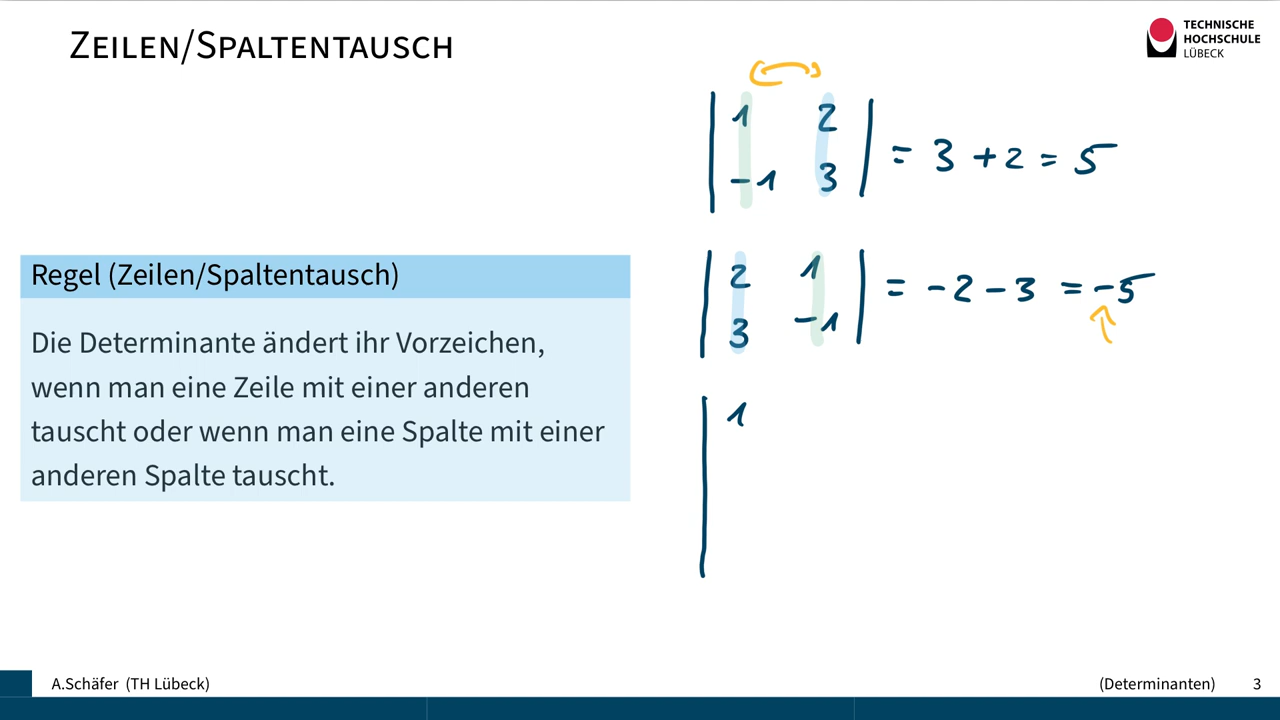 ZEILEN/SPALTENTAUSCH
TECHNISCHE
HOCHSCHULE
LÜBECK
Regel (Zeilen/Spaltentausch)
Die Determinante ändert ihr Vorzeichen,
wenn man eine Zeile mit einer anderen
tauscht oder wenn man eine Spalte mit einer
anderen Spalte tauscht.
1 2
-1 3
= 3 + 2 = 5
2 1
3 -1
= -2 - 3 = -5
1
A.Schäfer (TH Lübeck)
(Determinanten) 3